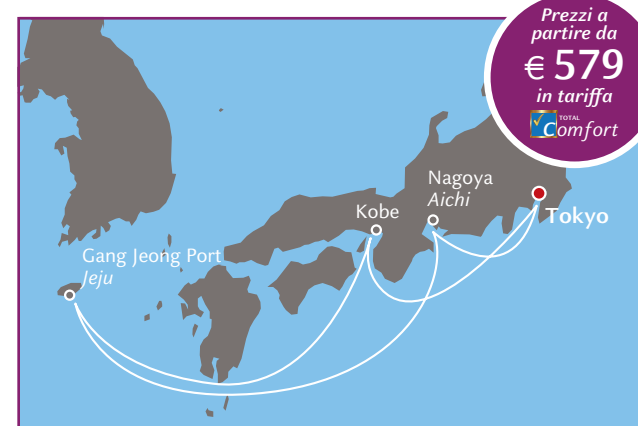 Prezzi a
partire da
€ 579
in tariffa
TOTAL
Comfort
Nagoya
Aichi
Kobe
Tokyo
Gang Jeong Port
Jeju